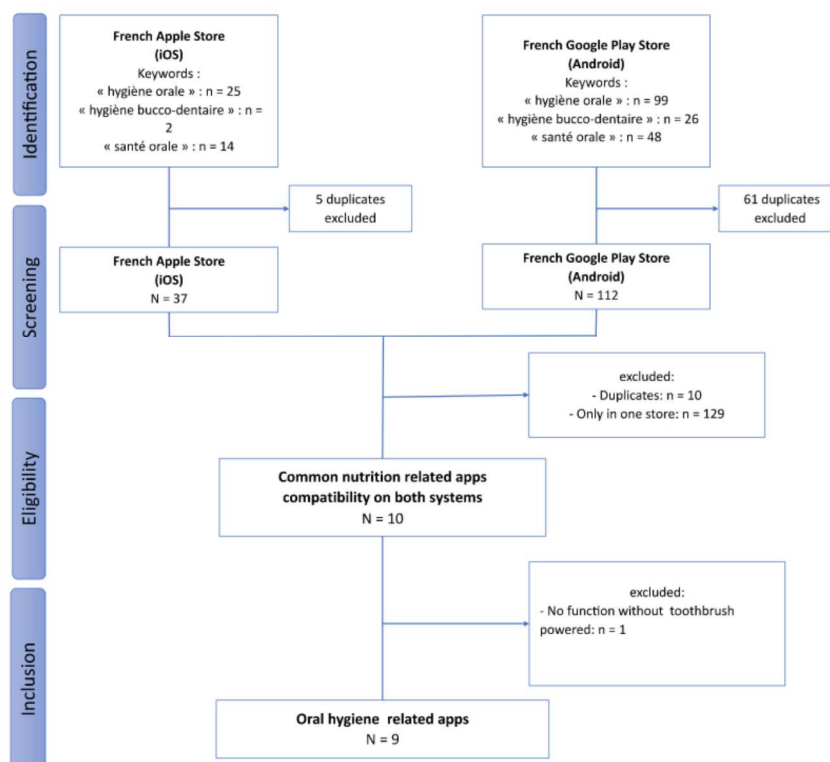 Identification
French Apple Store
(iOS)
Keywords :
« hygiène orale » : n = 25
« hygiène bucco-dentaire » : n =
2
« santé orale » : n = 14
French Google Play Store
(Android)
Keywords :
« hygiène orale » : n = 99
« hygiène bucco-dentaire » : n = 26
« santé orale » : n = 48
5 duplicates
excluded
61 duplicates
excluded
Screening
French Apple Store
(iOS)
N = 37
French Google Play Store
(Android)
N = 112
excluded:
- Duplicates: n = 10
- Only in one store: n = 129
Eligibility
Common nutrition related apps
compatibility on both systems
N = 10
excluded:
- No function without toothbrush
powered: n = 1
Inclusion
Oral hygiene related apps
N = 9